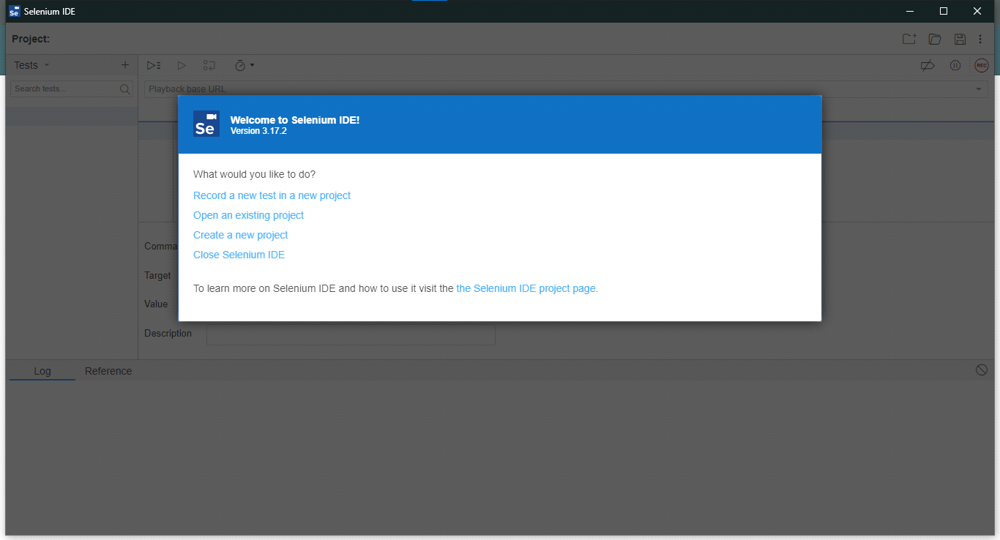 Se Selenium IDE
Project:
Tests
REC
Search tests...
Playback base URL
Se
Welcome to Selenium IDE!
Version 3.17.2
What would you like to do?
Record a new test in a new project
Open an existing project
Create a new project
Close Selenium IDE
To learn more on Selenium IDE and how to use it visit the the Selenium IDE project page.
Comma
Target
Value
Description
Log Reference